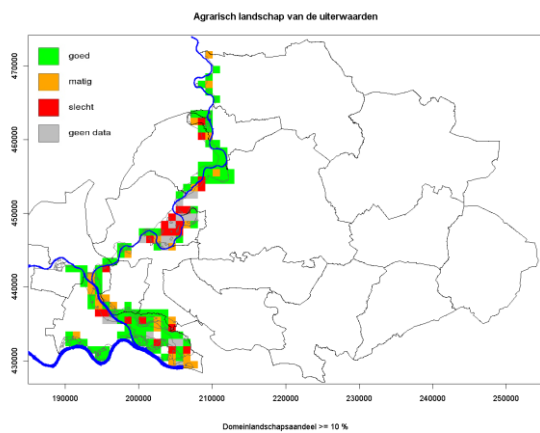 Agrarisch landschap van de uiterwaarden
goed
matig
slecht
geen data
470000
460000
450000
440000
430000
190000 200000 210000 220000 230000 240000 250000
Domeinlandschapsaandeel >= 10 %